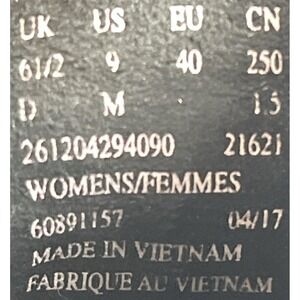 UK US EU CN
61/2 9 40 250
D M 1.5
261204294090 21621
WOMENS/FEMMES
60891157 04/17
MADE IN VIETNAM
FABRIQUE AU VIETNAM